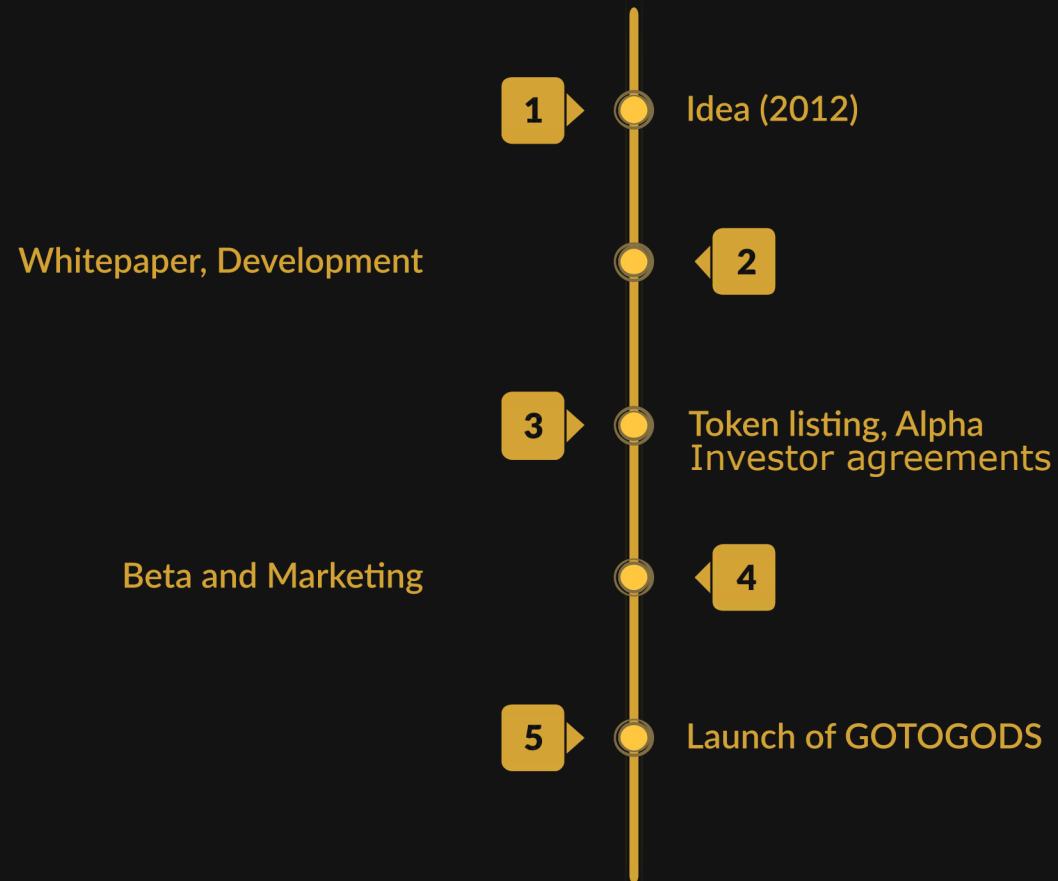 1
Idea (2012)
Whitepaper, Development
2
3
Token listing, Alpha
Investor agreements
Beta and Marketing
4
5
Launch of GOTOGODS